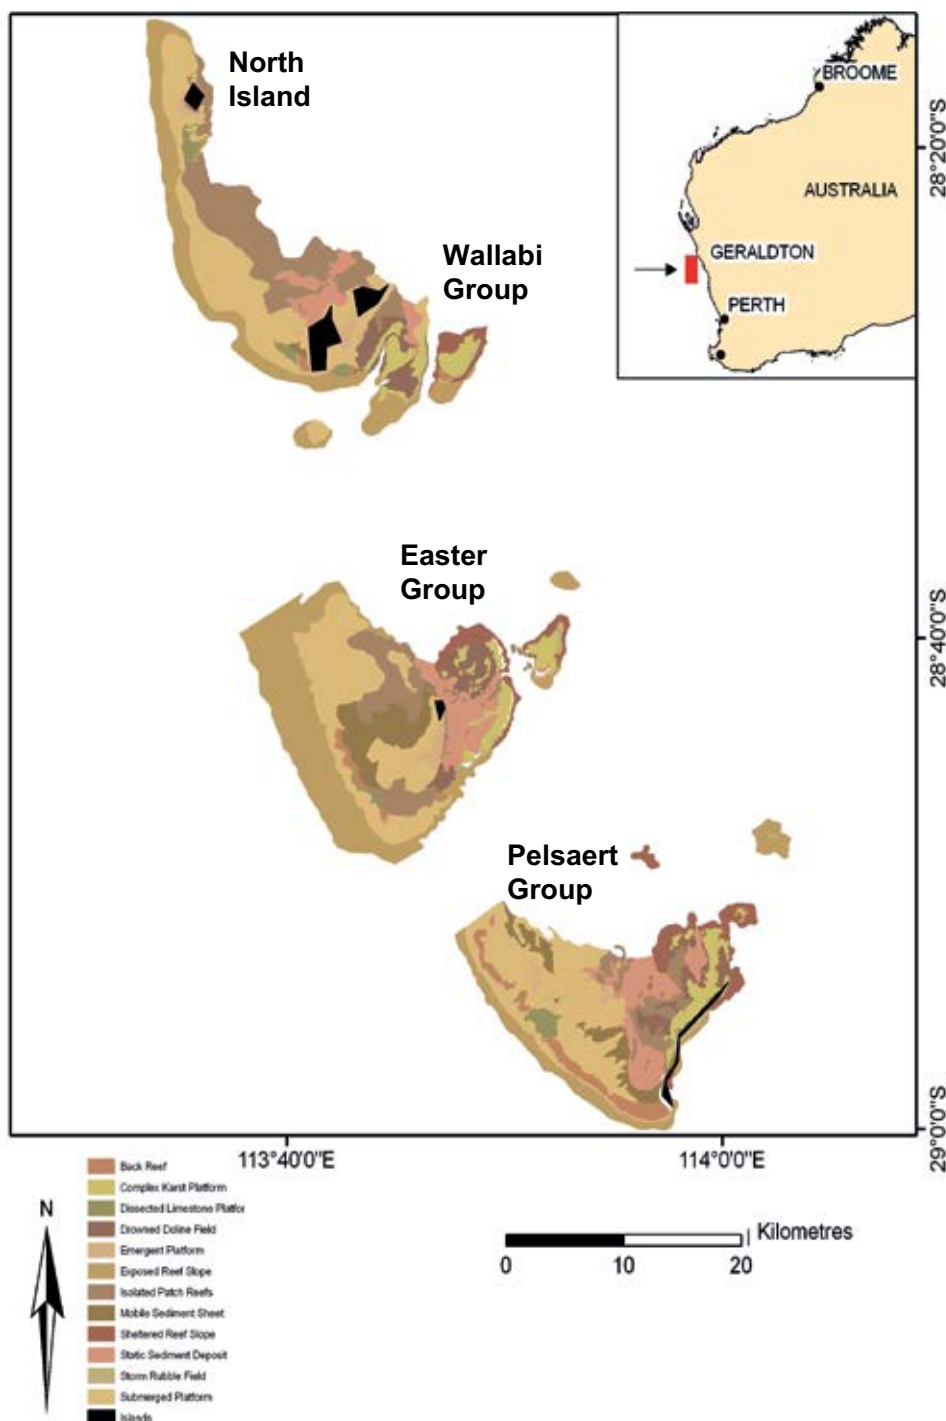 North
Island
Wallabi
Group
Easter
Group
Pelsaert
Group
BROOME
AUSTRALIA
GERALDTON
PERTH
28°20'0"S
28°40'0"S
29°0'0"S
113°40'0"E
114°0'0"E
N
Back Reef
Complex Karst Platform
Dissected Limestone Platfor
Drowned Doline Field
Emergent Platform
Exposed Reef Slope
Isolated Patch Reefs
Mobile Sediment Sheet
Sheltered Reef Slope
Static Sediment Deposit
Storm Rubble Field
Submerged Platform
Islands
Kilometres
0 10 20